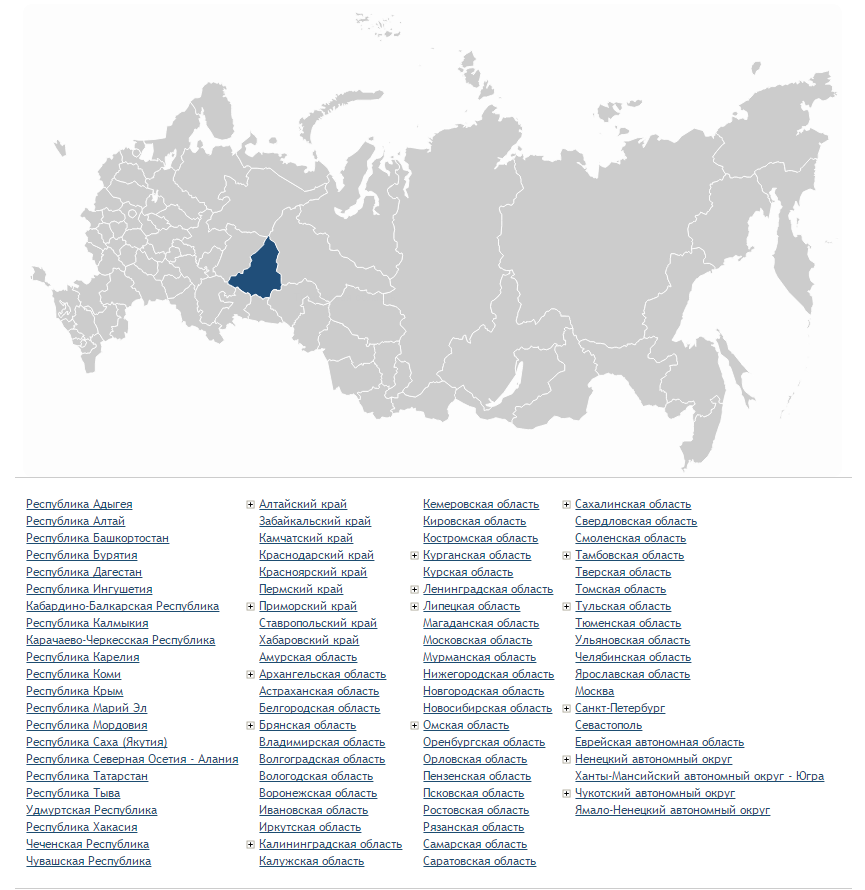 Республика Адыгея
Республика Алтай
Республика Башкортостан
Республика Бурятия
Республика Дагестан
Республика Ингушетия
Кабардино-Балкарская Республика
Республика Калмыкия
Карачаево-Черкесская Республика
Республика Карелия
Республика Коми
Республика Крым
Республика Марий Эл
Республика Мордовия
Республика Саха (Якутия)
Республика Северная Осетия - Алания
Республика Татарстан
Республика Тыва
Удмуртская Республика
Республика Хакасия
Чеченская Республика
Чувашская Республика
Алтайский край
Забайкальский край
Камчатский край
Краснодарский край
Красноярский край
Пермский край
Приморский край
Ставропольский край
Хабаровский край
Амурская область
Архангельская область
Астраханская область
Белгородская область
Брянская область
Владимирская область
Волгоградская область
Вологодская область
Воронежская область
Ивановская область
Иркутская область
Калининградская область
Калужская область
Кемеровская область
Кировская область
Костромская область
Курганская область
Курская область
Ленинградская область
Липецкая область
Магаданская область
Московская область
Мурманская область
Нижегородская область
Новгородская область
Новосибирская область
Омская область
Оренбургская область
Орловская область
Пензенская область
Псковская область
Ростовская область
Рязанская область
Самарская область
Саратовская область
Сахалинская область
Свердловская область
Смоленская область
Тамбовская область
Тверская область
Томская область
Тульская область
Тюменская область
Ульяновская область
Челябинская область
Ярославская область
Москва
Санкт-Петербург
Севастополь
Еврейская автономная область
Ненецкий автономный округ
Ханты-Мансийский автономный округ - Югра
Чукотский автономный округ
Ямало-Ненецкий автономный округ